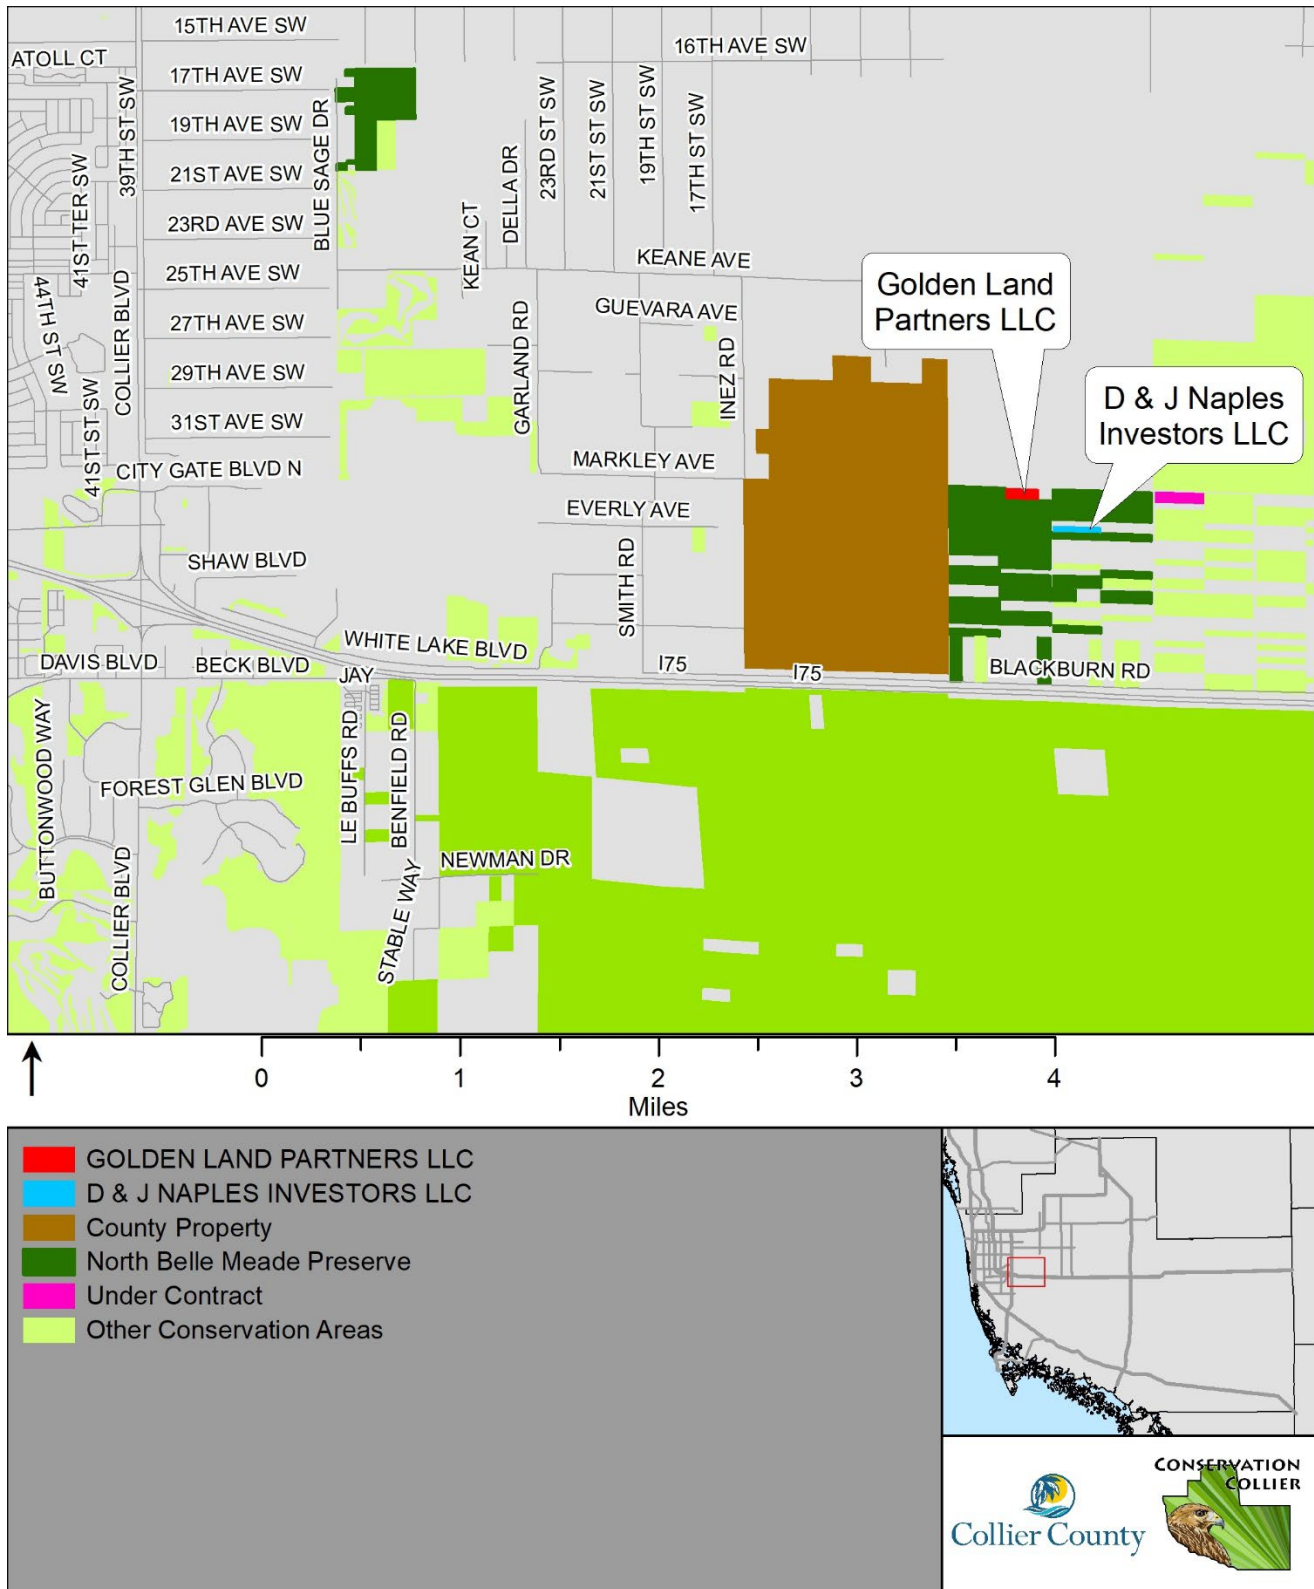 15TH AVE SW
16TH AVE SW
ATOLL CT
17TH AVE SW
19TH AVE SW
21ST AVE SW
23RD AVE SW
25TH AVE SW
27TH AVE SW
29TH AVE SW
31ST AVE SW
39TH ST SW
41ST TER SW
44TH ST SW
COLLIER BLVD
41ST ST SW
BLUE SAGE DR
KEAN CT
DELLA DR
23RD ST SW
21ST ST SW
19TH ST SW
17TH ST SW
KEANE AVE
GUEVARA AVE
GARLAND RD
INEZ RD
Golden Land
Partners LLC
D & J Naples
Investors LLC
CITY GATE BLVD N
MARKLEY AVE
EVERLY AVE
SHAW BLVD
SMITH RD
WHITE LAKE BLVD
DAVIS BLVD
BECK BLVD
JAY
I75
I75
BLACKBURN RD
BUTTONWOOD WAY
FOREST GLEN BLVD
LE BUFFS RD
BENFIELD RD
NEWMAN DR
COLLIER BLVD
STABLE WAY
0
1
2
3
4
Miles
GOLDEN LAND PARTNERS LLC
D & J NAPLES INVESTORS LLC
County Property
North Belle Meade Preserve
Under Contract
Other Conservation Areas
Collier County
CONSERVATION
COLLIER